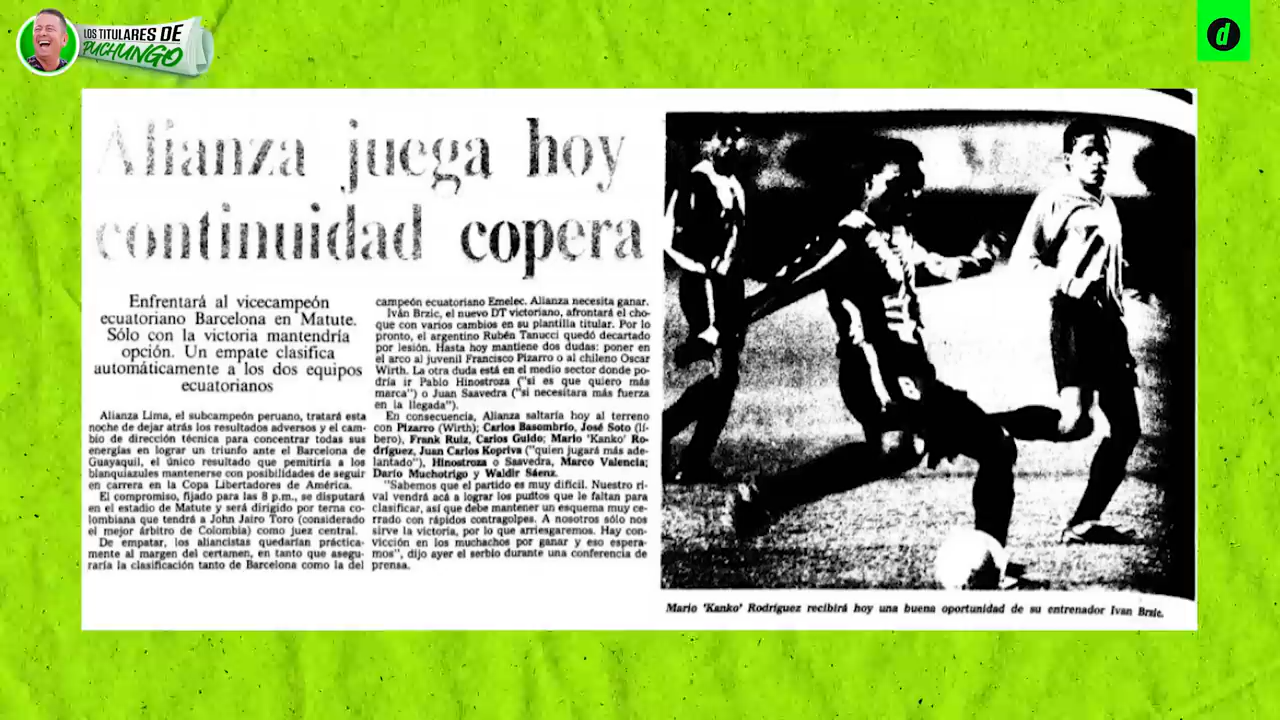 LOS TITULARES DE
PUCHUNGO
d
Alianza juega hoy
continuidad copera
Enfrentará al vicecampeón
ecuatoriano Barcelona en Matute.
Sólo con la victoria mantendría
opción. Un empate clasifica
automáticamente a los dos equipos
ecuatorianos
Alianza Lima, el subcampeón peruano, tratará esta
noche de dejar atrás los resultados adversos y el cam-
bio de dirección técnica para concentrar todas sus
energías en lograr un triunfo ante el Barcelona de
Guayaquil, el único resultado que pemitiría a los
blanquiazules mantenerse con posibilidades de seguir
en carrera en la Copa Libertadores de América.
El compromiso, fijado para las 8 p.m., se disputará
en el estadio de Matute y será dirigido por terna co-
lombiana que tendrá a John Jairo Toro (considerado
el mejor árbitro de Colombia) como juez central.
De empatar, los aliancistas quedarían práctica-
mente al margen del certamen, en tanto que asegu-
raría la clasificación tanto de Barcelona como la del
campeón ecuatoriano Emelec. Alianza necesita ganar.
Iván Brzic, el nuevo DT victoriano, afrontará el cho-
que con varios cambios en su plantilla titular. Por lo
pronto, el argentino Rubén Tanucci quedó decartado
por lesión. Hasta hoy mantiene dos dudas: poner en
el arco al juvenil Francisco Pizarro o al chileno Oscar
Wirth. La otra duda está en el medio sector donde po-
dría ir Pablo Hinostroza ("si es que quiero más
marca") o Juan Saavedra ("si necesitara más fuerza
en la llegada").
En consecuencia, Alianza saltaría hoy al terreno
con Pizarro (Wirth); Carlos Basombrío, José Soto (lí-
bero), Frank Ruiz, Carlos Guido; Mario 'Kanko' Ro-
dríguez, Juan Carlos Kopriva ("quien jugará más ade-
lantado"), Hinostroza o Saavedra, Marco Valencia;
Darío Muchotrigo y Waldir Sáenz.
"Sabemos que el partido es muy difícil. Nuestro ri-
val vendrá acá a lograr los puntos que le faltan para
clasificar, así que debe mantener un esquema muy ce-
rrado con rápidos contragolpes. A nosotros sólo nos
sirve la victoria, por lo que arriesgaremos. Hay con-
vicción en los muchachos por ganar y eso espera-
mos", dijo ayer el serbio durante una conferencia de
prensa.
Mario 'Kanko' Rodríguez recibirá hoy una buena oportunidad de su entrenador Ivan Brzic.